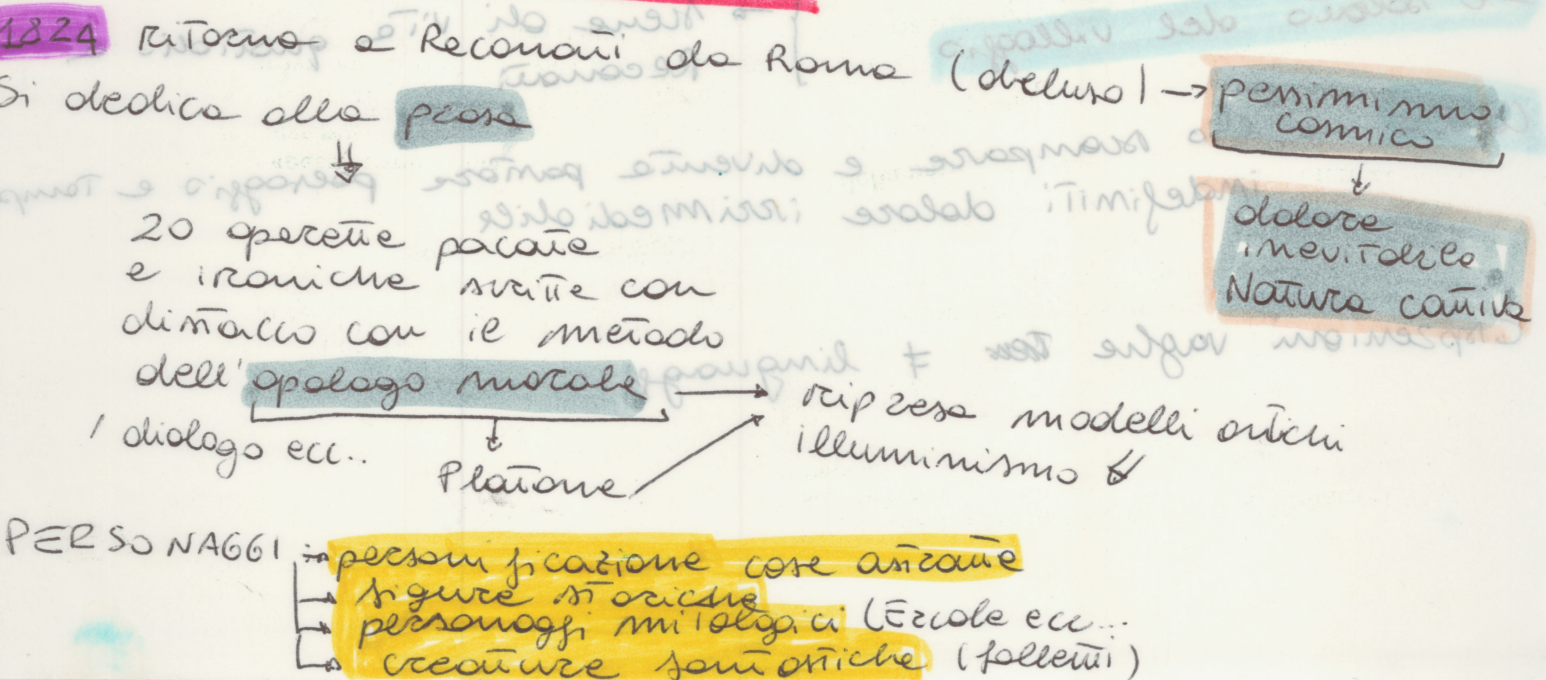 1824 ritorno a Recanati da Roma (deluso) → pessimismo
cosmico
Si dedica alla prosa
dolore
inevitabile
Natura cattiva
20 operette pacate
e ironiche scritte con
distacco con il metodo
dell'apologo morale → ripresa modelli antichi
illuminismo
/ dialogo ecc..
Platone
PERSONAGGI → personificazione cose astratte
→ figure storiche
→ personaggi mitologici (Ercole ecc...
→ creature fantastiche (folletti)